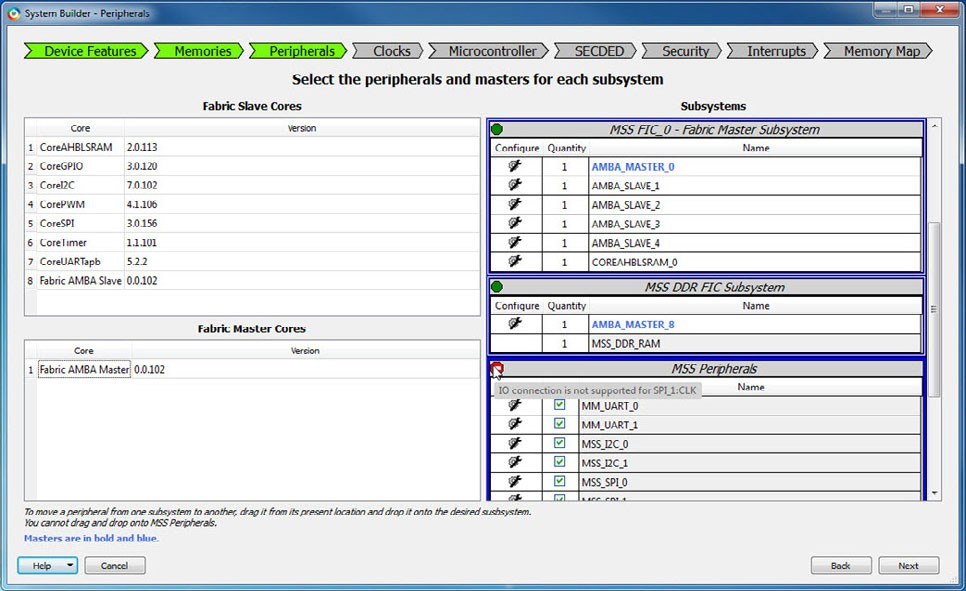 System Builder - Peripherals
Device Features Memories Peripherals Clocks Microcontroller SECDED Security Interrupts Memory Map
Select the peripherals and masters for each subsystem
Fabric Slave Cores
Core Version
1 CoreAHBLSRAM 2.0.113
2 CoreGPIO 3.0.120
3 CoreI2C 7.0.102
4 CorePWM 4.1.106
5 CoreSPI 3.0.156
6 CoreTimer 1.1.101
7 CoreUARTapb 5.2.2
8 Fabric AMBA Slave 0.0.102
Fabric Master Cores
Core Version
1 Fabric AMBA Master 0.0.102
Subsystems
MSS FIC_0 - Fabric Master Subsystem
Configure Quantity Name
1 AMBA_MASTER_0
1 AMBA_SLAVE_1
1 AMBA_SLAVE_2
1 AMBA_SLAVE_3
1 AMBA_SLAVE_4
1 COREAHBLSRAM_0
MSS DDR FIC Subsystem
Configure Quantity Name
1 AMBA_MASTER_8
1 MSS_DDR_RAM
MSS Peripherals
Name
IO connection is not supported for SPI_1:CLK
MM_UART_0
MM_UART_1
MSS_I2C_0
MSS_I2C_1
MSS_SPI_0
MSS_SPI_1
To move a peripheral from one subsystem to another, drag it from its present location and drop it onto the desired susbsystem.
You cannot drag and drop onto MSS Peripherals.
Masters are in bold and blue.
Help Cancel Back Next